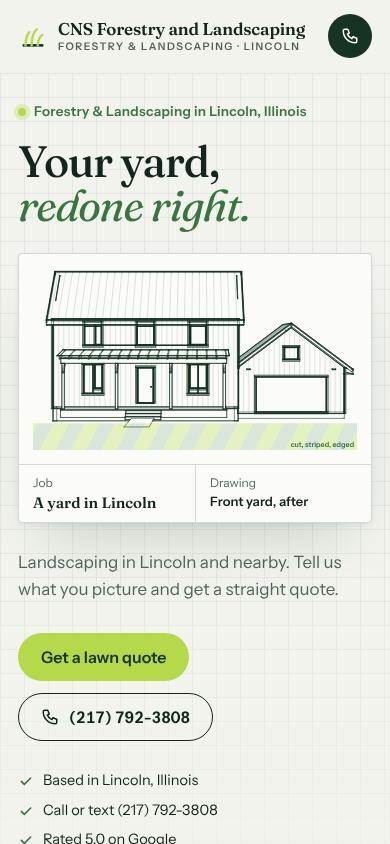 CNS Forestry and Landscaping
FORESTRY & LANDSCAPING · LINCOLN
Forestry & Landscaping in Lincoln, Illinois
Your yard,
redone right.
cut, striped, edged
Job
A yard in Lincoln
Drawing
Front yard, after
Landscaping in Lincoln and nearby. Tell us
what you picture and get a straight quote.
Get a lawn quote
(217) 792-3808
Based in Lincoln, Illinois
Call or text (217) 792-3808
Rated 5.0 on Google